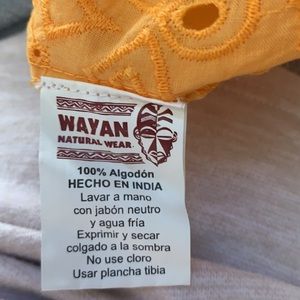 WAYAN
NATURAL WEAR
100% Algodón
HECHO EN INDIA
Lavar a mano
con jabón neutro
y agua fría
Exprimir y secar
colgado a la sombra
No use cloro
Usar plancha tibia